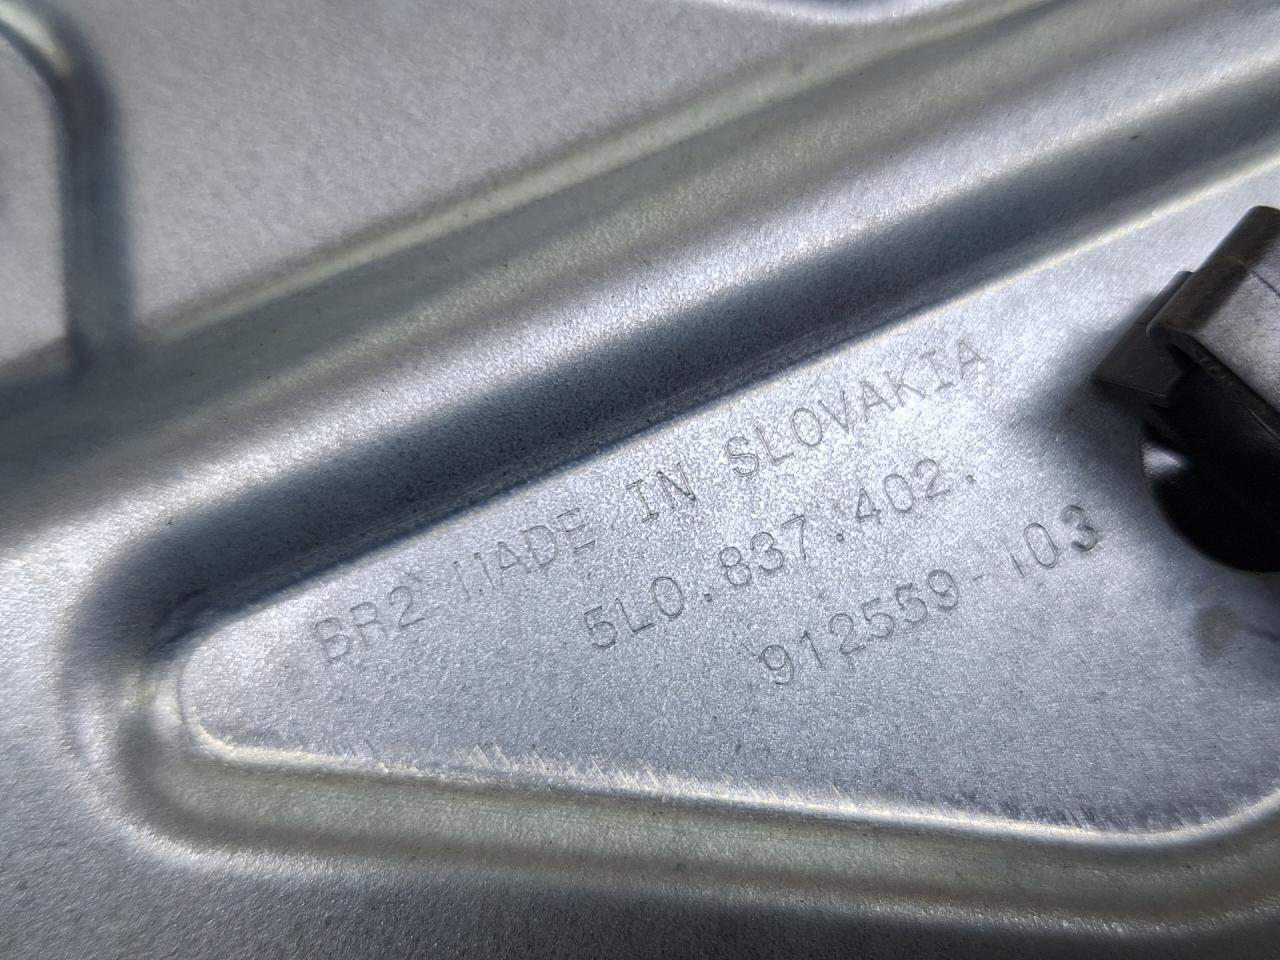 BR2 MADE IN SLOVAKIA
5L0.837.402.
912559-103